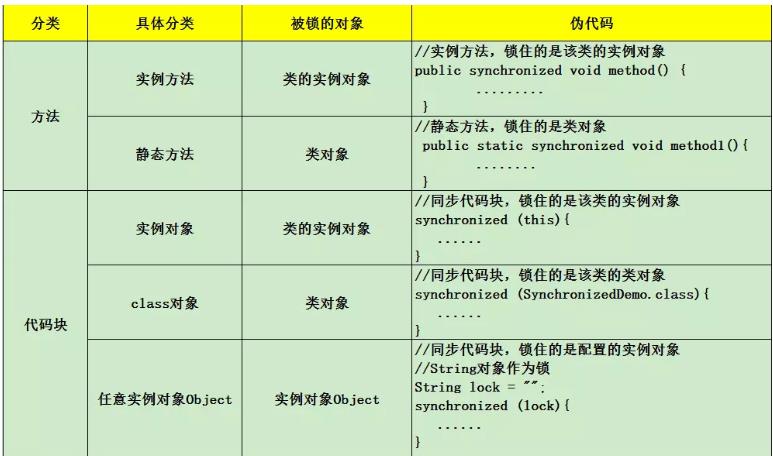 分类 具体分类 被锁的对象 伪代码
方法
实例方法 类的实例对象
//实例方法，锁住的是该类的实例对象
public synchronized void method() {
.........
}
静态方法 类对象
//静态方法，锁住的是类对象
public static synchronized void method1(){
........
}
代码块
实例对象 类的实例对象
//同步代码块，锁住的是该类的实例对象
synchronized (this){
......
}
class对象 类对象
//同步代码块，锁住的是该类的类对象
synchronized (SynchronizedDemo.class){
......
}
任意实例对象Object 实例对象Object
//同步代码块，锁住的是配置的实例对象
//String对象作为锁
String lock = "";
synchronized (lock){
......
}